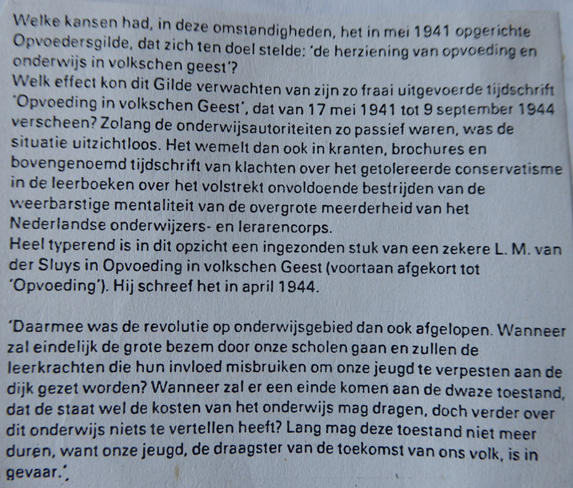 Welke kansen had, in deze omstandigheden, het in mei 1941 opgerichte
Opvoedersgilde, dat zich ten doel stelde: 'de herziening van opvoeding en
onderwijs in volkschen geest'?
Welk effect kon dit Gilde verwachten van zijn zo fraai uitgevoerde tijdschrift
'Opvoeding in volkschen Geest', dat van 17 mei 1941 tot 9 september 1944
verscheen? Zolang de onderwijsautoriteiten zo passief waren, was de
situatie uitzichtloos. Het wemelt dan ook in kranten, brochures en
bovengenoemd tijdschrift van klachten over het getolereerde conservatisme
in de leerboeken over het volstrekt onvoldoende bestrijden van de
weerbarstige mentaliteit van de overgrote meerderheid van het
Nederlandse onderwijzers- en lerarencorps.
Heel typerend is in dit opzicht een ingezonden stuk van een zekere L. M. van
der Sluys in Opvoeding in volkschen Geest (voortaan afgekort tot
'Opvoeding'). Hij schreef het in april 1944.
'Daarmee was de revolutie op onderwijsgebied dan ook afgelopen. Wanneer
zal eindelijk de grote bezem door onze scholen gaan en zullen de
leerkrachten die hun invloed misbruiken om onze jeugd te verpesten aan de
dijk gezet worden? Wanneer zal er een einde komen aan de dwaze toestand,
dat de staat wel de kosten van het onderwijs mag dragen, doch verder over
dit onderwijs niets te vertellen heeft? Lang mag deze toestand niet meer
duren, want onze jeugd, de draagster van de toekomst van ons volk, is in
gevaar.'